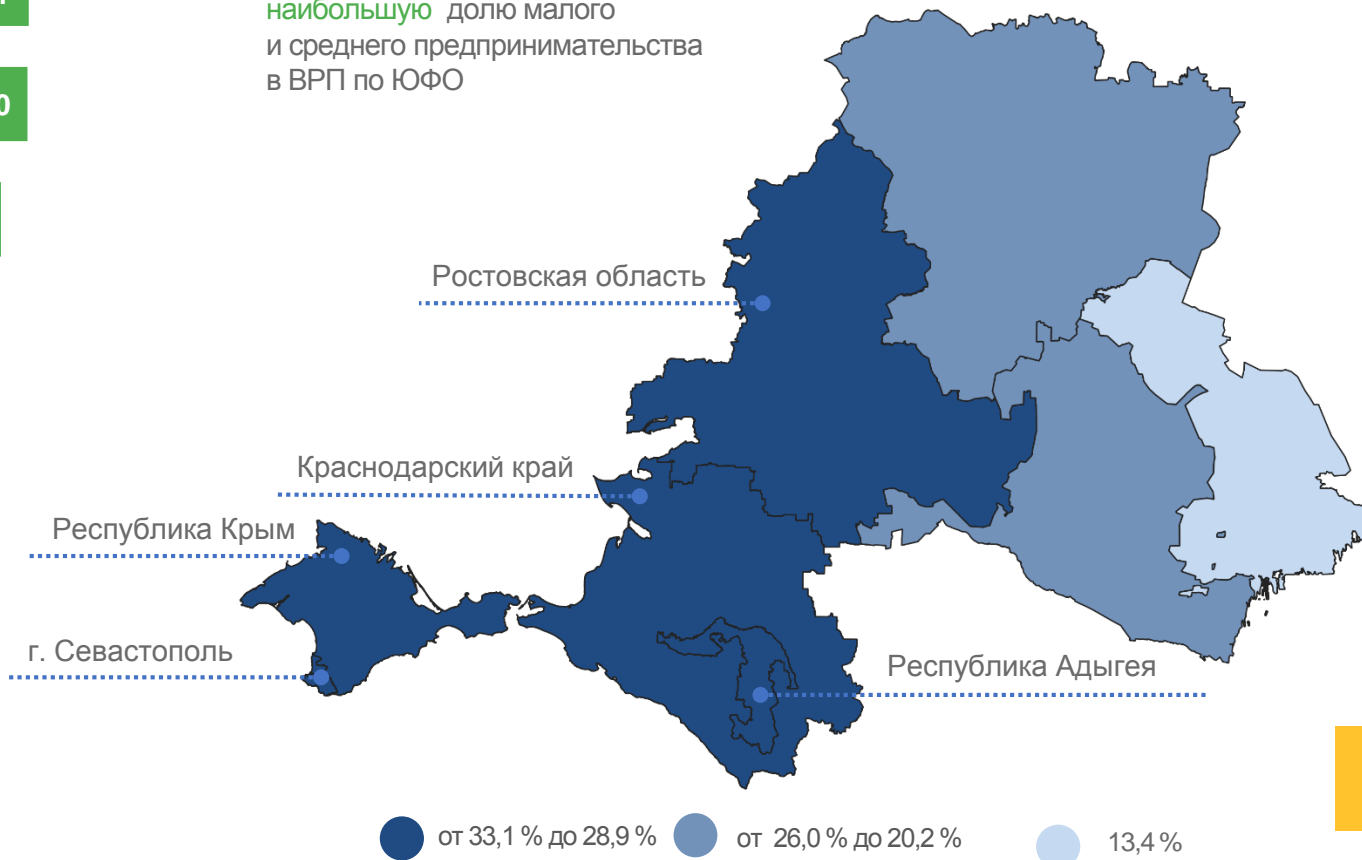 наибольшую долю малого
и среднего предпринимательства
в ВРП по ЮФО
Ростовская область
Краснодарский край
Республика Крым
г. Севастополь
Республика Адыгея
от 33,1 % до 28,9 %
от 26,0 % до 20,2 %
13,4 %